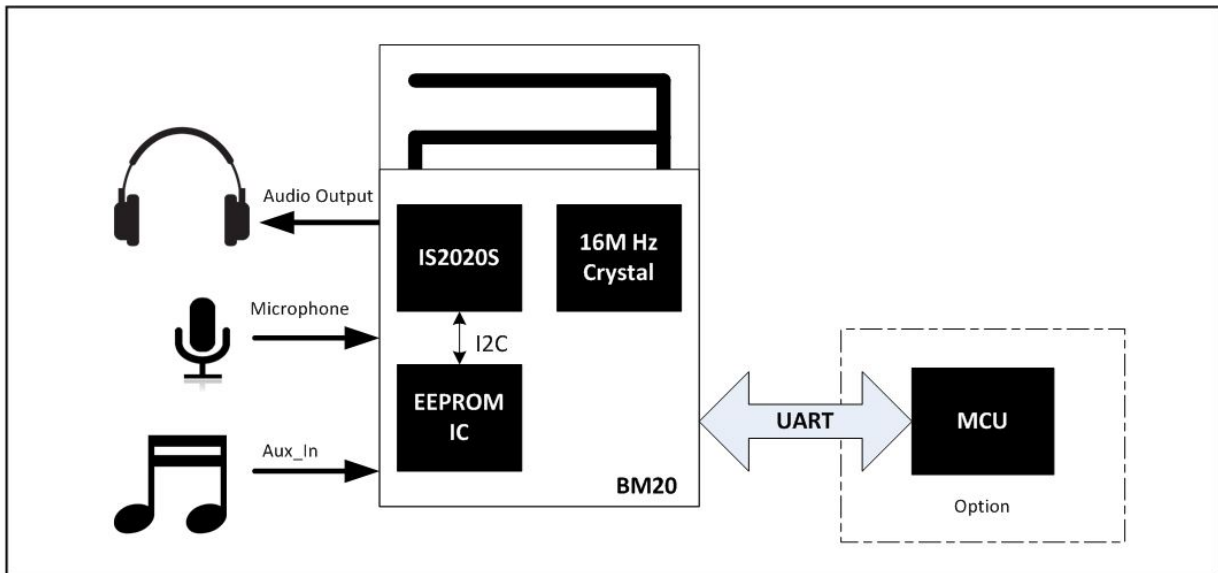 Audio Output
IS2020S
16M Hz
Crystal
Microphone
I2C
EEPROM
IC
UART
MCU
Aux_In
BM20
Option